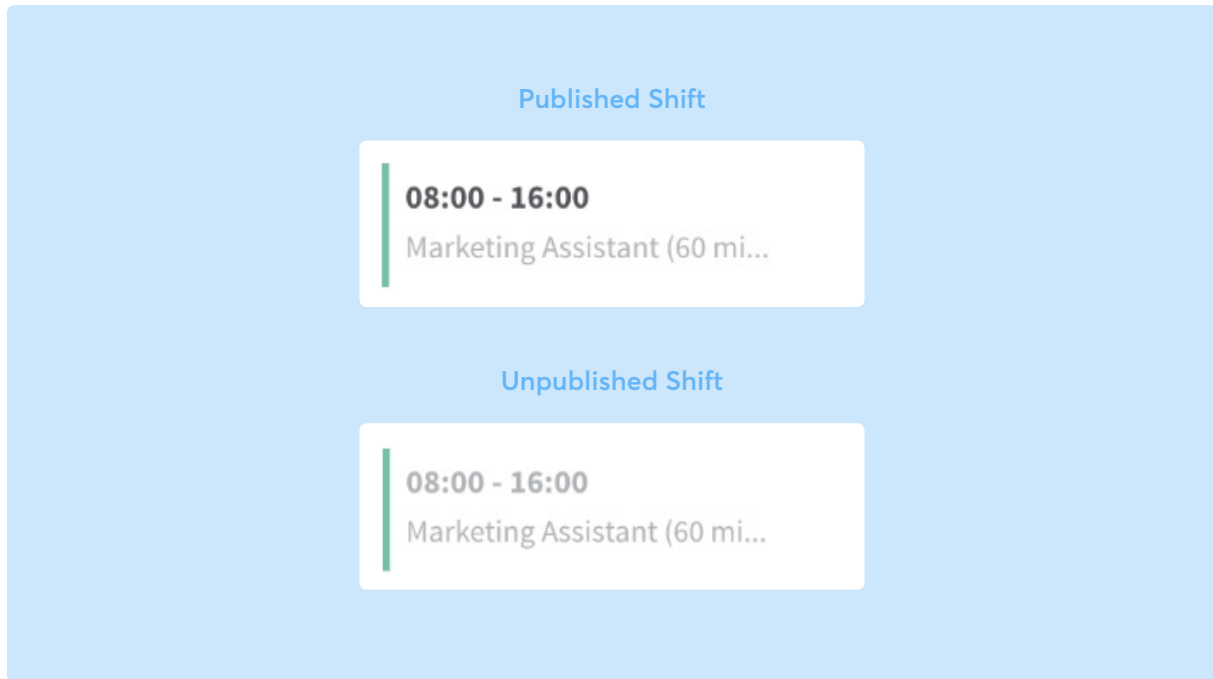 Published Shift
08:00 - 16:00
Marketing Assistant (60 mi...
Unpublished Shift
08:00 - 16:00
Marketing Assistant (60 mi...